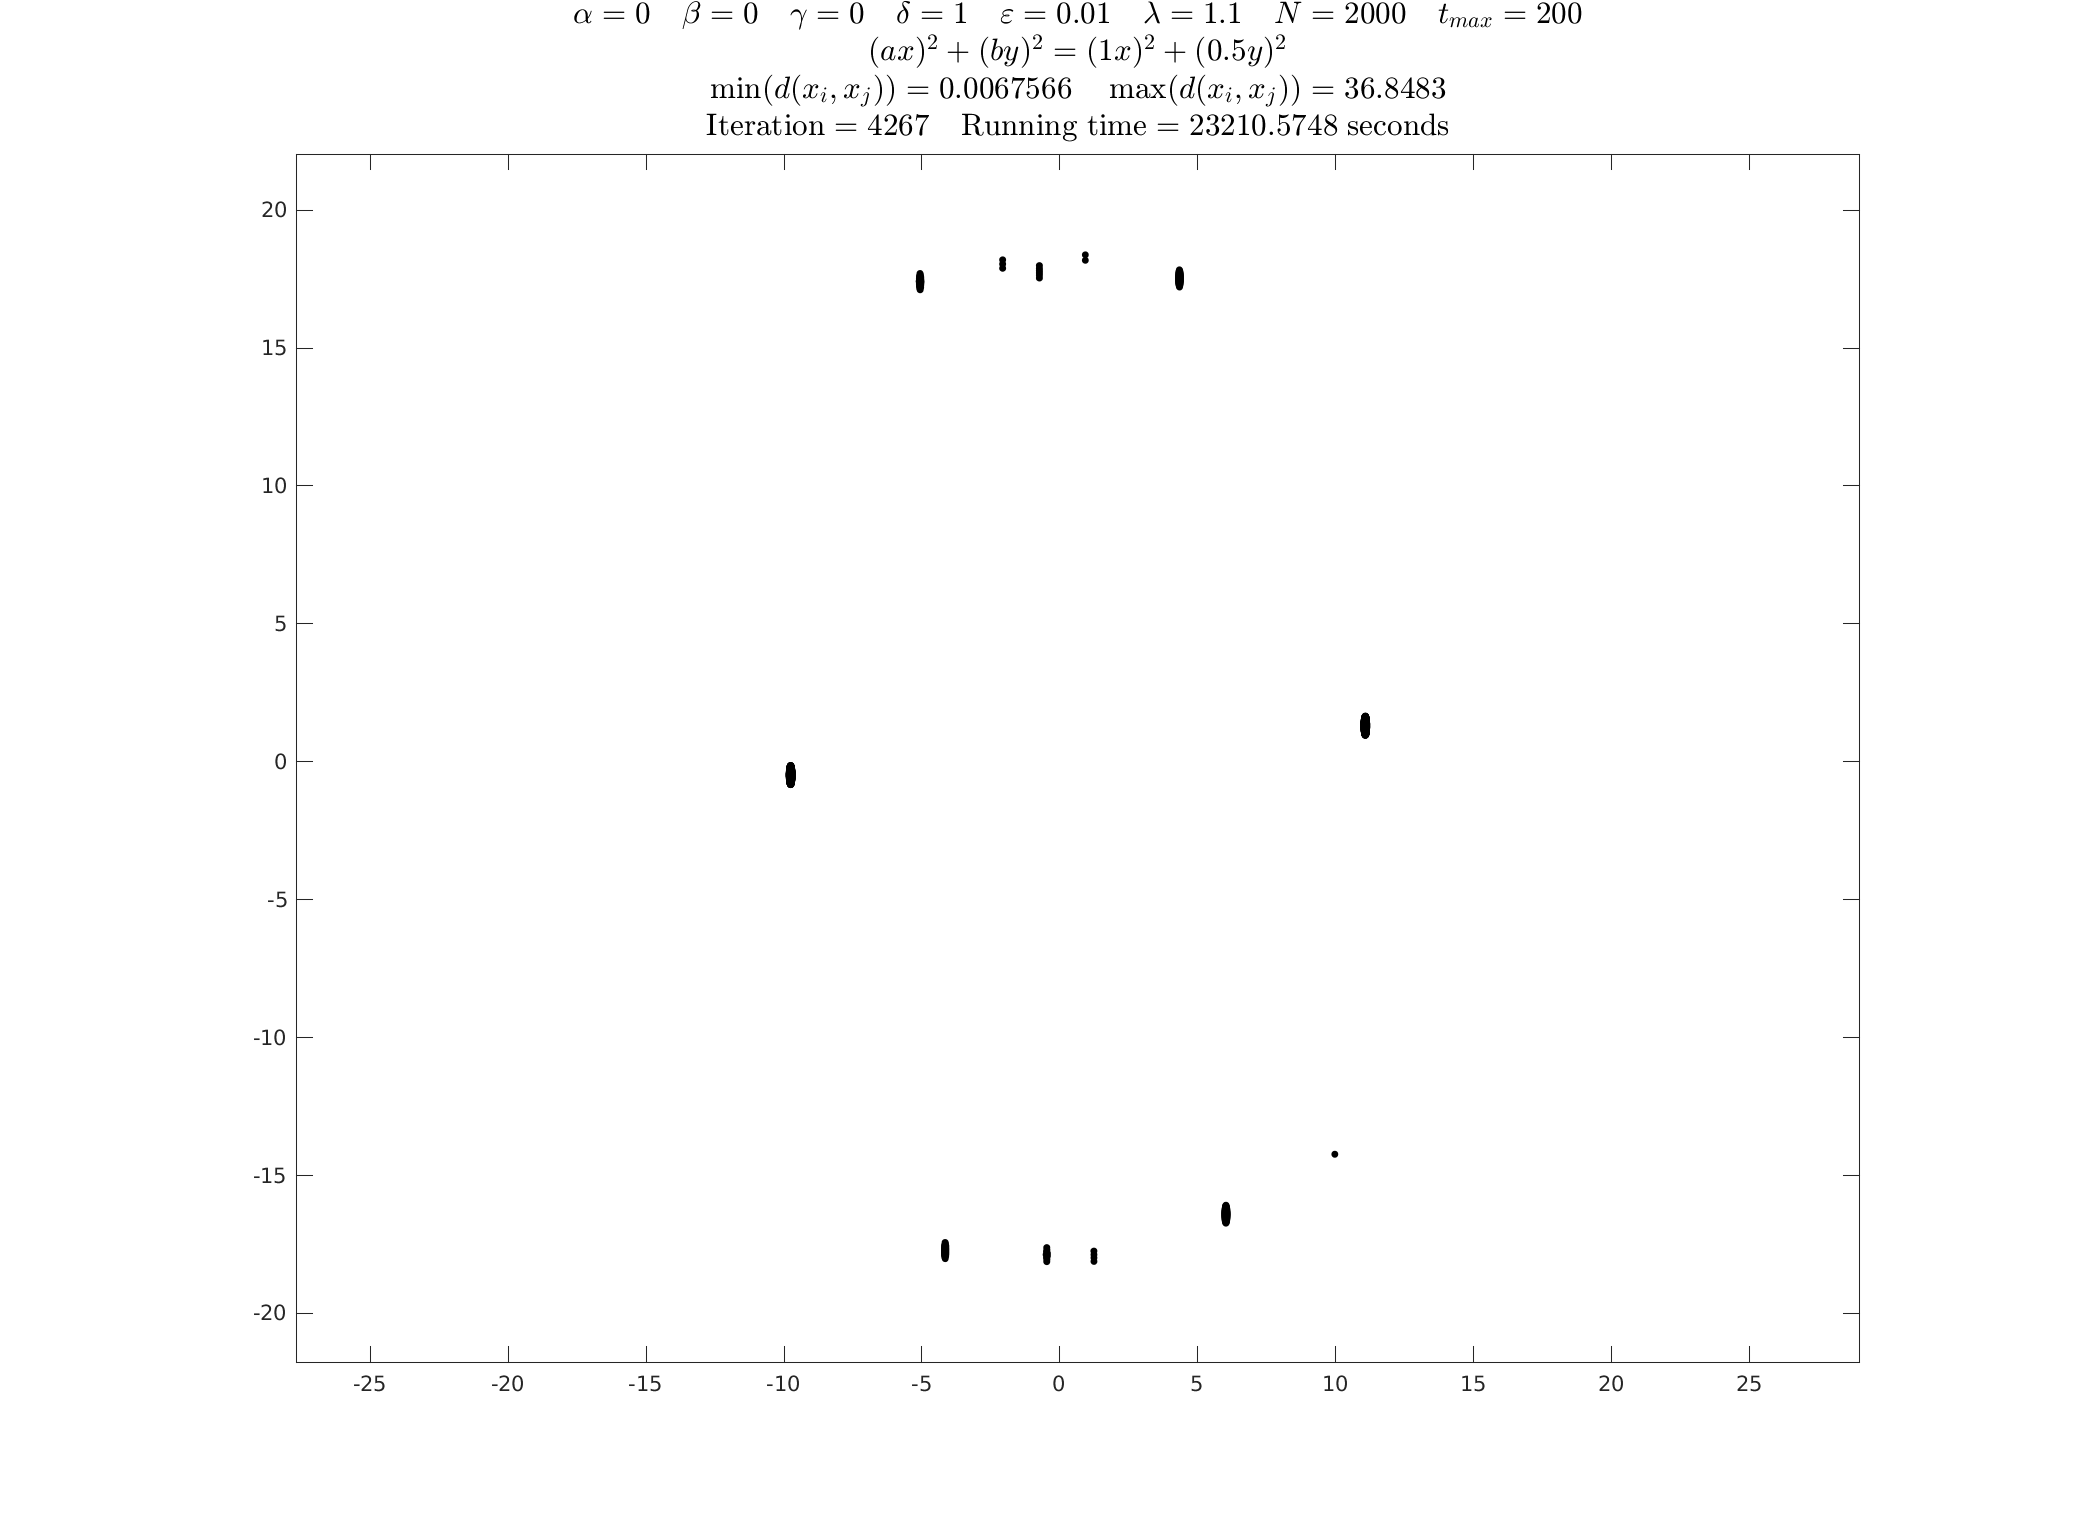 α = 0 β = 0 γ = 0 δ = 1 ε = 0.01 λ = 1.1 N = 2000 t_{max} = 200
(ax)² + (by)² = (1x)² + (0.5y)²
min(d(x_i, x_j)) = 0.0067566 max(d(x_i, x_j)) = 36.8483
Iteration = 4267 Running time = 23210.5748 seconds
20
15
10
5
0
-5
-10
-15
-20
-25 -20 -15 -10 -5 0 5 10 15 20 25